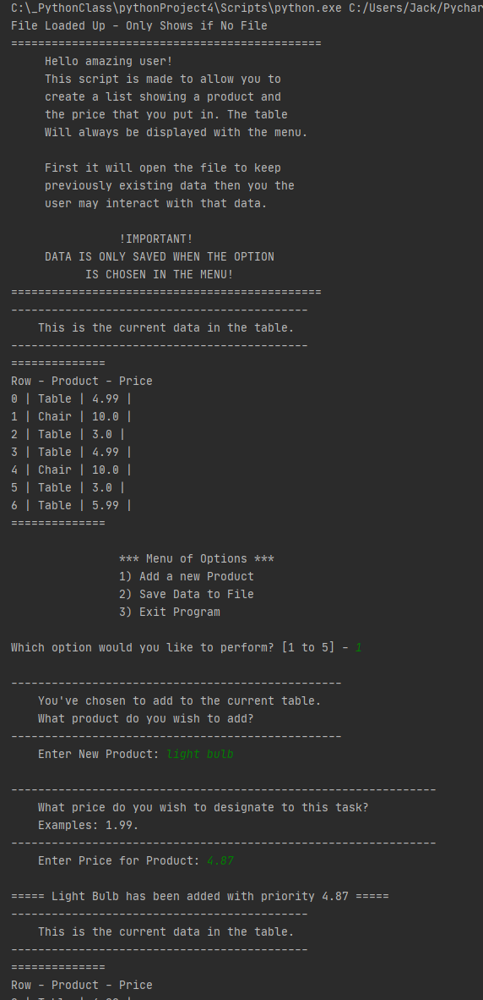 C:\_PythonClass\pythonProject4\Scripts\python.exe C:/Users/Jack/Pychar
File Loaded Up - Only Shows if No File
==============================================
Hello amazing user!
This script is made to allow you to
create a list showing a product and
the price that you put in. The table
Will always be displayed with the menu.
First it will open the file to keep
previously existing data then you the
user may interact with that data.
!IMPORTANT!
DATA IS ONLY SAVED WHEN THE OPTION
IS CHOSEN IN THE MENU!
==============================================
--------------------------------------------
This is the current data in the table.
--------------------------------------------
==============
Row - Product - Price
0 | Table | 4.99 |
1 | Chair | 10.0 |
2 | Table | 3.0 |
3 | Table | 4.99 |
4 | Chair | 10.0 |
5 | Table | 3.0 |
6 | Table | 5.99 |
==============
*** Menu of Options ***
1) Add a new Product
2) Save Data to File
3) Exit Program
Which option would you like to perform? [1 to 5] - 1
-------------------------------------------------
You've chosen to add to the current table.
What product do you wish to add?
-------------------------------------------------
Enter New Product: light bulb
---------------------------------------------------------------
What price do you wish to designate to this task?
Examples: 1.99.
---------------------------------------------------------------
Enter Price for Product: 4.87
===== Light Bulb has been added with priority 4.87 =====
--------------------------------------------
This is the current data in the table.
--------------------------------------------
==============
Row - Product - Price